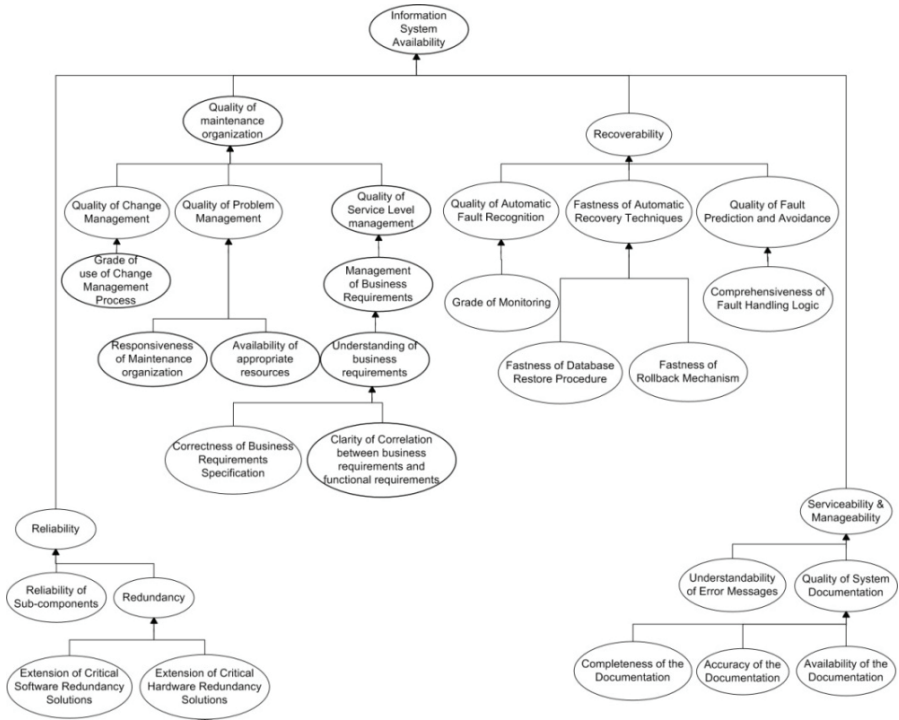 Information
System
Availability
Quality of
maintenance
organization
Recoverability
Quality of Change
Management
Quality of Problem
Management
Quality of
Service Level
management
Quality of Automatic
Fault Recognition
Fastness of Automatic
Recovery Techniques
Quality of Fault
Prediction and Avoidance
Grade of
use of Change
Management
Process
Management
of Business
Requirements
Grade of Monitoring
Comprehensiveness of
Fault Handling Logic
Responsiveness
of Maintenance
organization
Availability of
appropriate
resources
Understanding of
business
requirements
Fastness of Database
Restore Procedure
Fastness of
Rollback Mechanism
Correctness of Business
Requirements
Specification
Clarity of Correlation
between business
requirements and
functional requirements
Reliability
Serviceability &
Manageability
Reliability of
Sub-components
Redundancy
Understandability
of Error Messages
Quality of System
Documentation
Extension of Critical
Software Redundancy
Solutions
Extension of Critical
Hardware Redundancy
Solutions
Completeness of the
Documentation
Accuracy of the
Documentation
Availability of the
Documentation